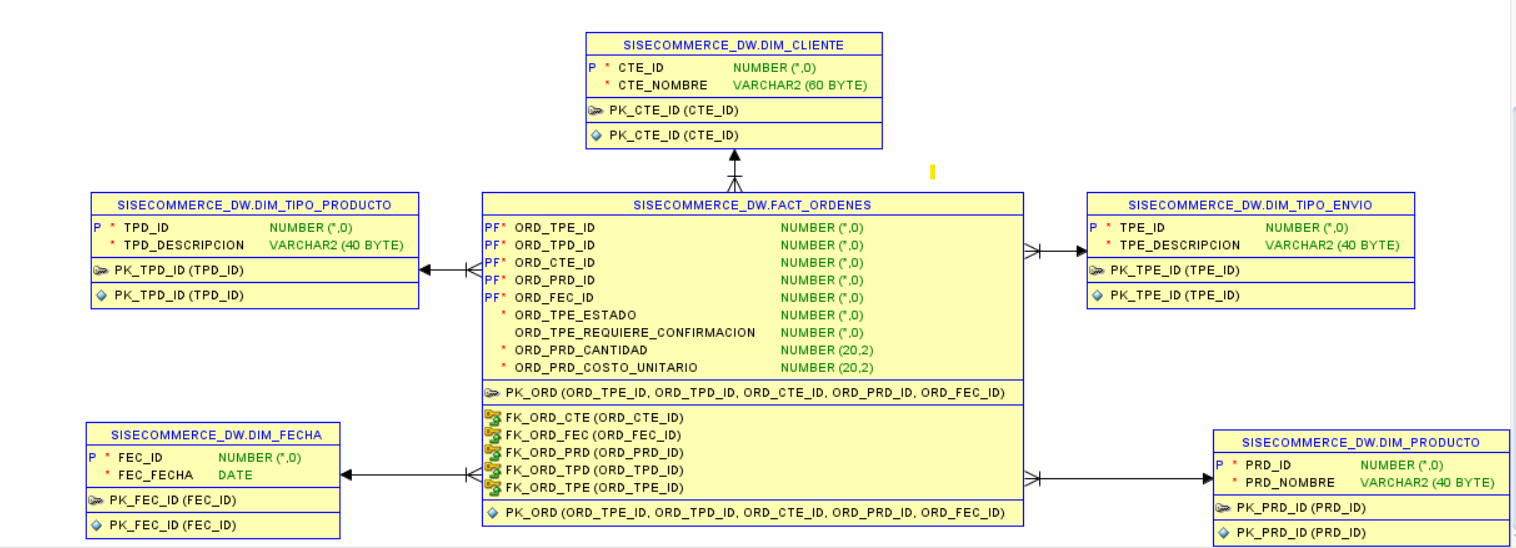 SISECOMMERCE_DW.DIM_CLIENTE
P * CTE_ID NUMBER (*,0)
* CTE_NOMBRE VARCHAR2 (60 BYTE)
PK_CTE_ID (CTE_ID)
PK_CTE_ID (CTE_ID)
SISECOMMERCE_DW.DIM_TIPO_PRODUCTO
P * TPD_ID NUMBER (*,0)
* TPD_DESCRIPCION VARCHAR2 (40 BYTE)
PK_TPD_ID (TPD_ID)
PK_TPD_ID (TPD_ID)
SISECOMMERCE_DW.FACT_ORDENES
PF* ORD_TPE_ID NUMBER (*,0)
PF* ORD_TPD_ID NUMBER (*,0)
PF* ORD_CTE_ID NUMBER (*,0)
PF* ORD_PRD_ID NUMBER (*,0)
PF* ORD_FEC_ID NUMBER (*,0)
* ORD_TPE_ESTADO NUMBER (*,0)
ORD_TPE_REQUIERE_CONFIRMACION NUMBER (*,0)
* ORD_PRD_CANTIDAD NUMBER (20,2)
* ORD_PRD_COSTO_UNITARIO NUMBER (20,2)
PK_ORD (ORD_TPE_ID, ORD_TPD_ID, ORD_CTE_ID, ORD_PRD_ID, ORD_FEC_ID)
FK_ORD_CTE (ORD_CTE_ID)
FK_ORD_FEC (ORD_FEC_ID)
FK_ORD_PRD (ORD_PRD_ID)
FK_ORD_TPD (ORD_TPD_ID)
FK_ORD_TPE (ORD_TPE_ID)
PK_ORD (ORD_TPE_ID, ORD_TPD_ID, ORD_CTE_ID, ORD_PRD_ID, ORD_FEC_ID)
SISECOMMERCE_DW.DIM_TIPO_ENVIO
P * TPE_ID NUMBER (*,0)
* TPE_DESCRIPCION VARCHAR2 (40 BYTE)
PK_TPE_ID (TPE_ID)
PK_TPE_ID (TPE_ID)
SISECOMMERCE_DW.DIM_FECHA
P * FEC_ID NUMBER (*,0)
* FEC_FECHA DATE
PK_FEC_ID (FEC_ID)
PK_FEC_ID (FEC_ID)
SISECOMMERCE_DW.DIM_PRODUCTO
P * PRD_ID NUMBER (*,0)
* PRD_NOMBRE VARCHAR2 (40 BYTE)
PK_PRD_ID (PRD_ID)
PK_PRD_ID (PRD_ID)